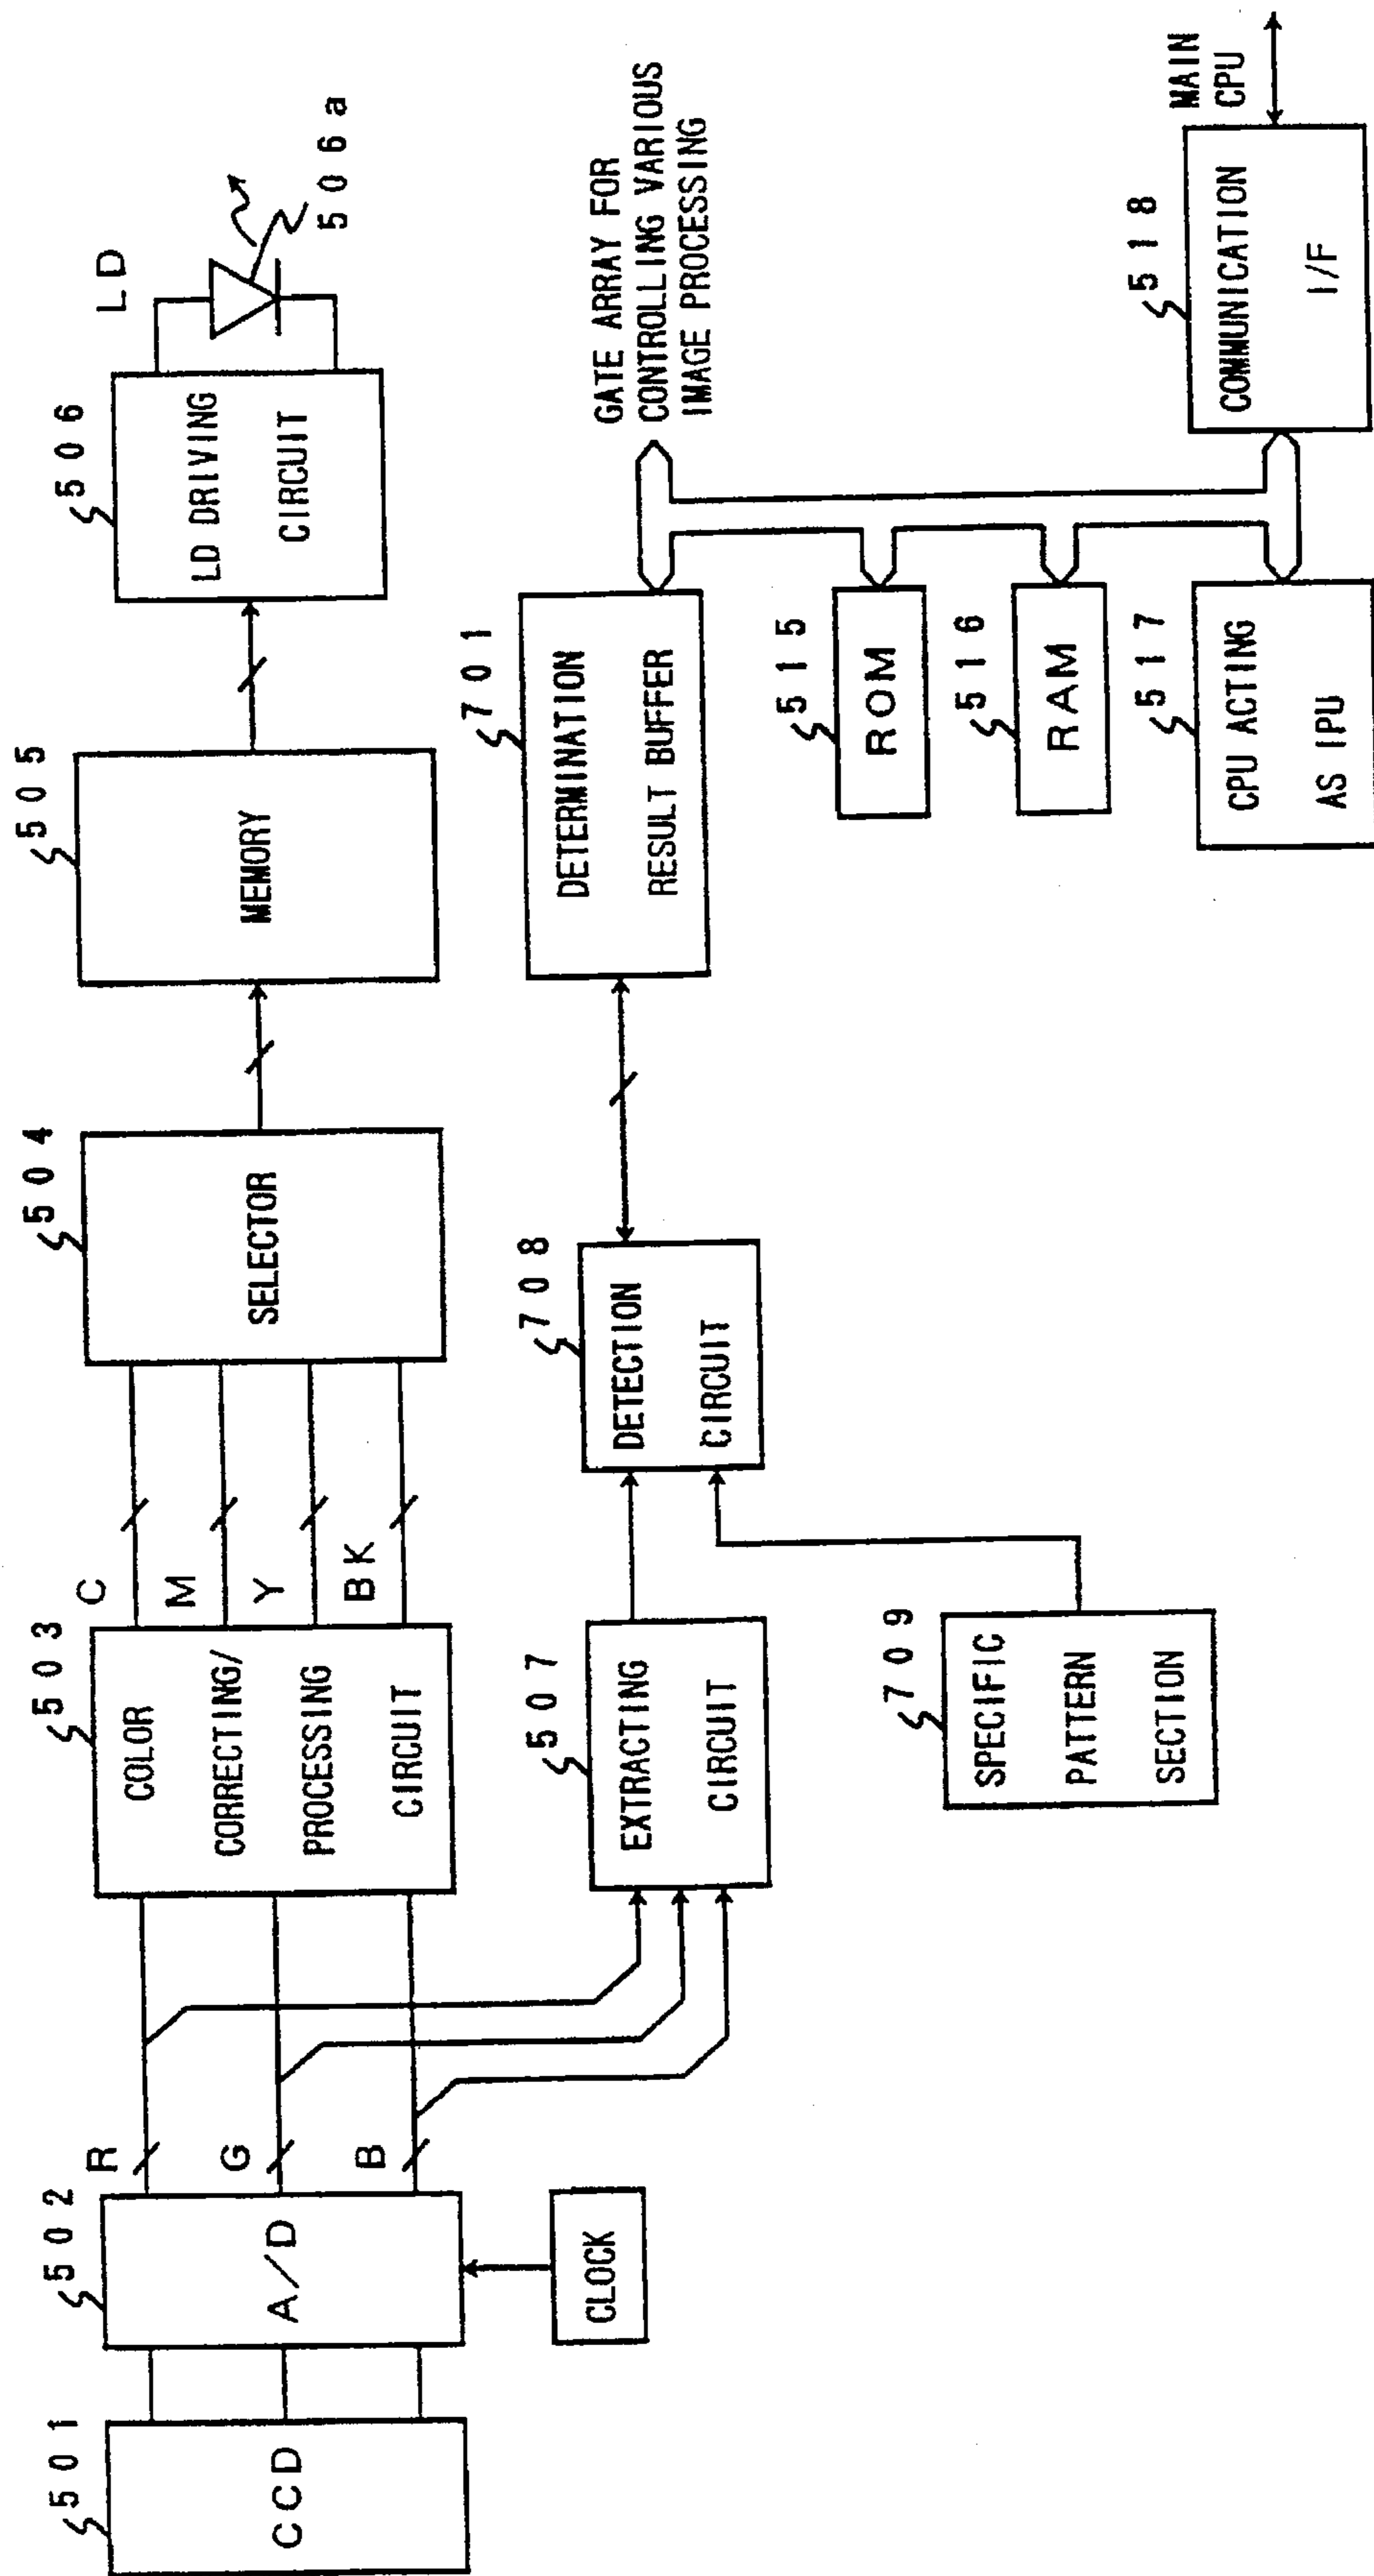 501
CCD
502
A/D
CLOCK
R
G
B
503
COLOR
CORRECTING/
PROCESSING
CIRCUIT
C
M
Y
BK
504
SELECTOR
505
MEMORY
506
LD DRIVING
CIRCUIT
LD
506a
507
EXTRACTING
CIRCUIT
709
SPECIFIC
PATTERN
SECTION
708
DETECTION
CIRCUIT
701
DETERMINATION
RESULT BUFFER
GATE ARRAY FOR
CONTROLLING VARIOUS
IMAGE PROCESSING
515
ROM
516
RAM
517
CPU ACTING
AS IPU
518
COMMUNICATION
I/F
MAIN
CPU